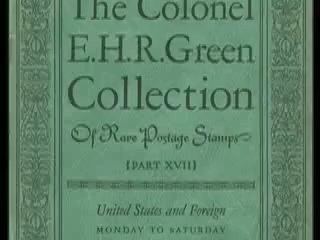 The Colonel
E.H.R.Green
Collection
Of Rare Postage Stamps
[PART XVII]
United States and Foreign
MONDAY TO SATURDAY